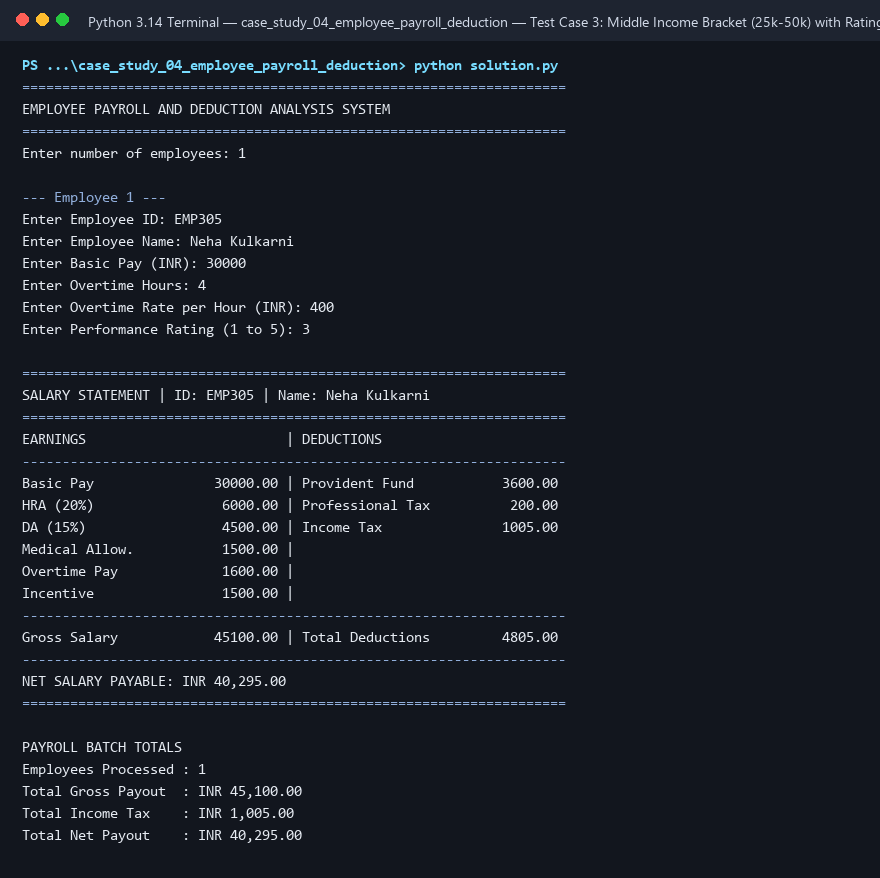 Python 3.14 Terminal — case_study_04_employee_payroll_deduction — Test Case 3: Middle Income Bracket (25k-50k) with Rating
PS ...\case_study_04_employee_payroll_deduction> python solution.py
====================================================================
EMPLOYEE PAYROLL AND DEDUCTION ANALYSIS SYSTEM
====================================================================
Enter number of employees: 1
--- Employee 1 ---
Enter Employee ID: EMP305
Enter Employee Name: Neha Kulkarni
Enter Basic Pay (INR): 30000
Enter Overtime Hours: 4
Enter Overtime Rate per Hour (INR): 400
Enter Performance Rating (1 to 5): 3
====================================================================
SALARY STATEMENT | ID: EMP305 | Name: Neha Kulkarni
====================================================================
EARNINGS                         | DEDUCTIONS
--------------------------------------------------------------------
Basic Pay               30000.00 | Provident Fund           3600.00
HRA (20%)                6000.00 | Professional Tax          200.00
DA (15%)                 4500.00 | Income Tax               1005.00
Medical Allow.           1500.00 |
Overtime Pay             1600.00 |
Incentive                1500.00 |
--------------------------------------------------------------------
Gross Salary            45100.00 | Total Deductions         4805.00
--------------------------------------------------------------------
NET SALARY PAYABLE: INR 40,295.00
====================================================================
PAYROLL BATCH TOTALS
Employees Processed : 1
Total Gross Payout  : INR 45,100.00
Total Income Tax    : INR 1,005.00
Total Net Payout    : INR 40,295.00